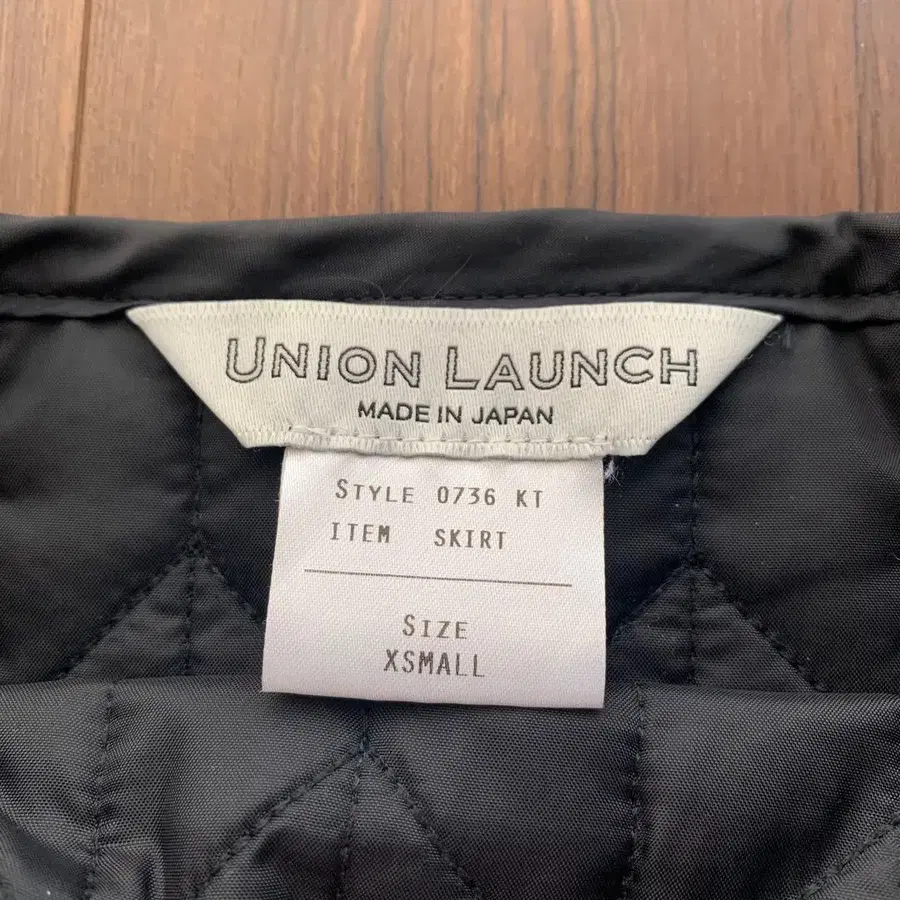 UNION LAUNCH
MADE IN JAPAN
STYLE 0736 KT
ITEM SKIRT
SIZE
XSMALL